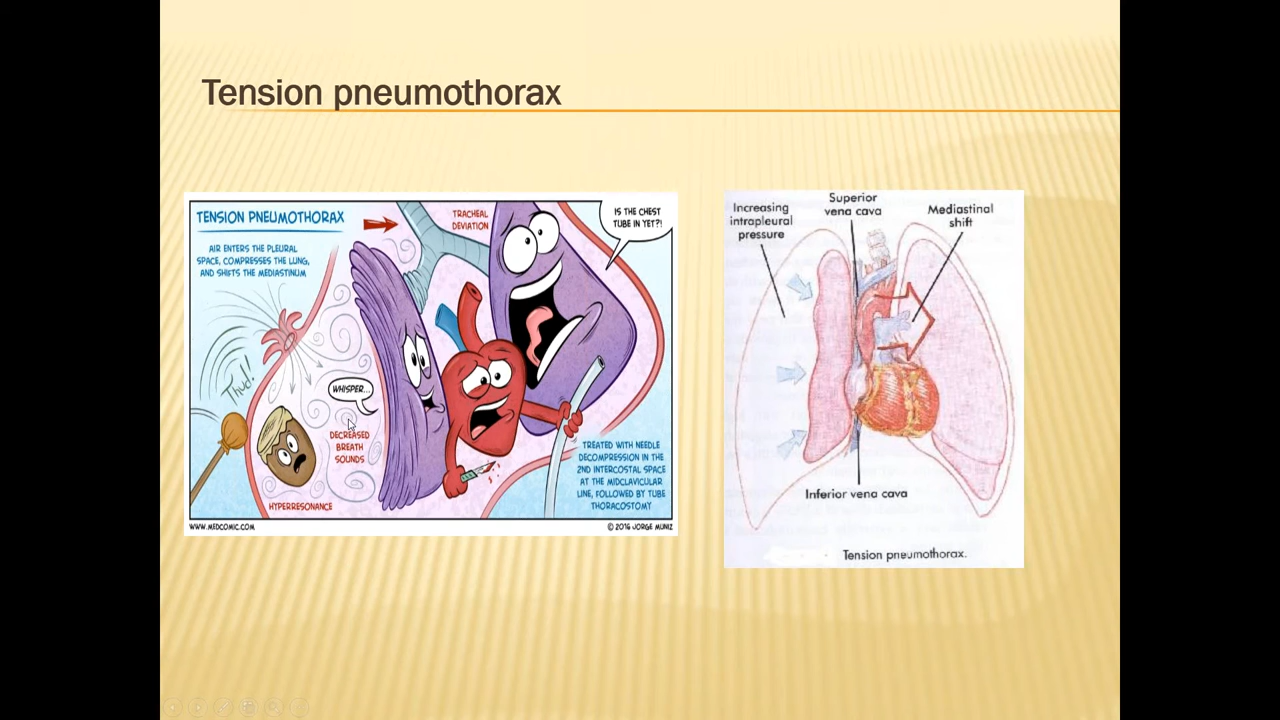 Tension pneumothorax
TENSION PNEUMOTHORAX
AIR ENTERS THE PLEURAL
SPACE, COMPRESSES THE LUNG,
AND SHIFTS THE MEDIASTINUM
TRACHEAL
DEVIATION
IS THE CHEST
TUBE IN YET?!
Thud!
WHISPER...
DECREASED
BREATH
SOUNDS
HYPERRESONANCE
TREATED WITH NEEDLE
DECOMPRESSION IN THE
2ND INTERCOSTAL SPACE
AT THE MIDCLAVICULAR
LINE, FOLLOWED BY TUBE
THORACOSTOMY
WWW.MEDCOMIC.COM
© 2016 JORGE MUNIZ
Increasing
intrapleural
pressure
Superior
vena cava
Mediastinal
shift
Inferior vena cava
Tension pneumothorax.